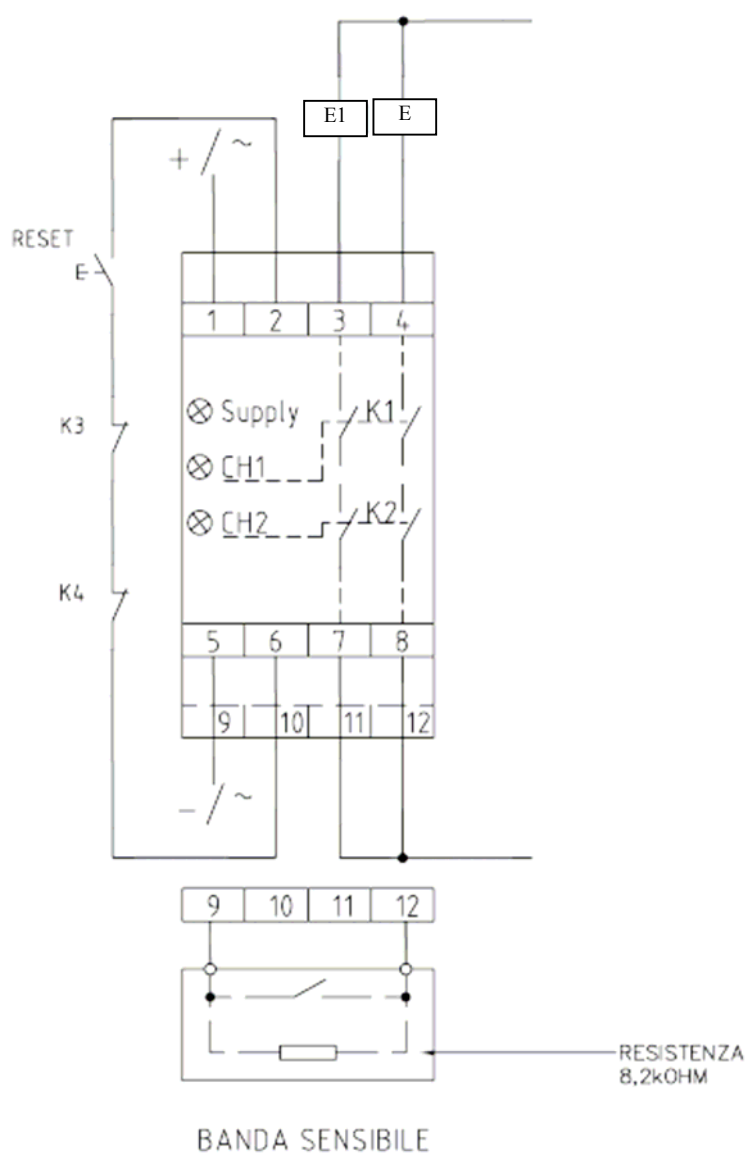 E1 E
+ / ~
RESET
E
1 2 3 4
K3
Supply
K1
CH1
K2
CH2
K4
5 6 7 8
9 10 11 12
- / ~
9 10 11 12
RESISTENZA
8,2kOHM
BANDA SENSIBILE